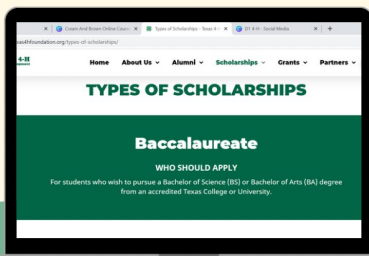 Cream And Brown Online Course
Types of Scholarships - Texas 4-H
D1 4-H - Social Media
as4hfoundation.org/types-of-scholarships/
4-H
Home About Us Alumni Scholarships Grants Partners
TYPES OF SCHOLARSHIPS
Baccalaureate
WHO SHOULD APPLY
For students who wish to pursue a Bachelor of Science (BS) or Bachelor of Arts (BA) degree
from an accredited Texas College or University.